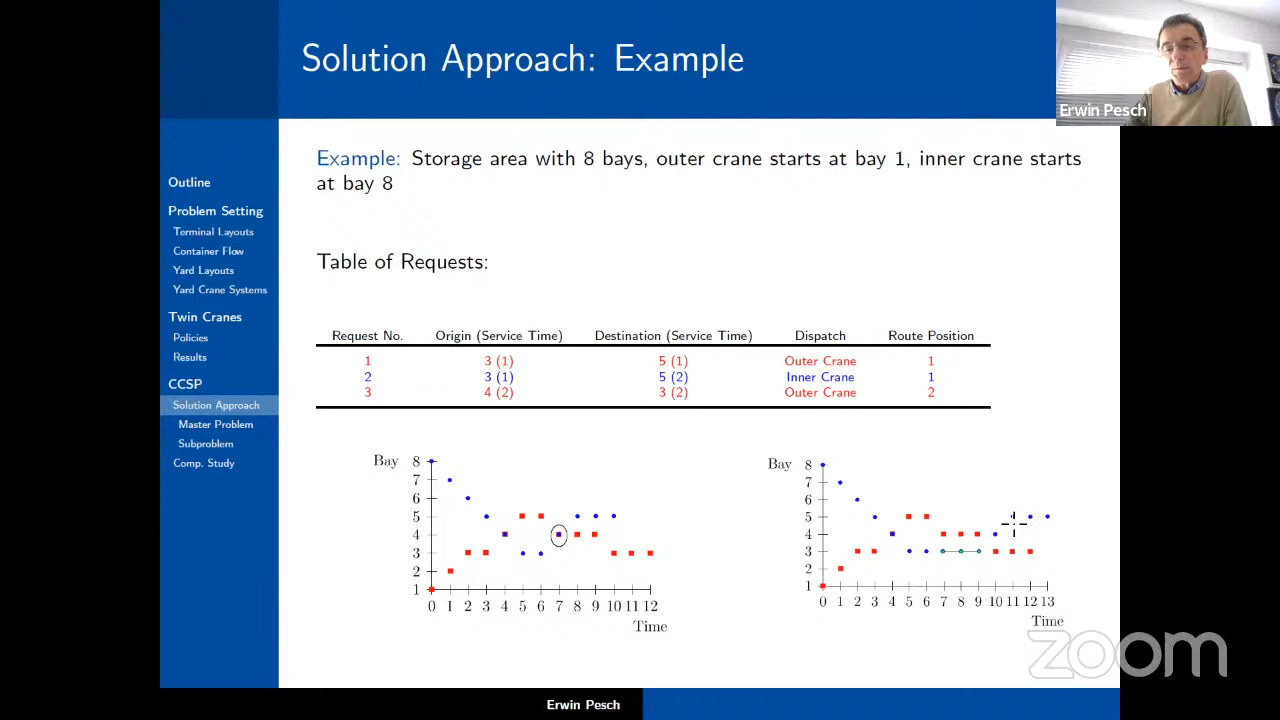 Solution Approach: Example
Erwin Pesch
Example: Storage area with 8 bays, outer crane starts at bay 1, inner crane starts
at bay 8
Outline
Problem Setting
Terminal Layouts
Container Flow
Yard Layouts
Yard Crane Systems
Twin Cranes
Policies
Results
CCSP
Solution Approach
Master Problem
Subproblem
Comp. Study
Table of Requests:
Request No. Origin (Service Time) Destination (Service Time) Dispatch Route Position
1 3 (1) 5 (1) Outer Crane 1
2 3 (1) 5 (2) Inner Crane 1
3 4 (2) 3 (2) Outer Crane 2
Bay
8
7
6
5
4
3
2
1
0 1 2 3 4 5 6 7 8 9 10 11 12
Time
Bay
8
7
6
5
4
3
2
1
0 1 2 3 4 5 6 7 8 9 10 11 12 13
Time
zoom
Erwin Pesch